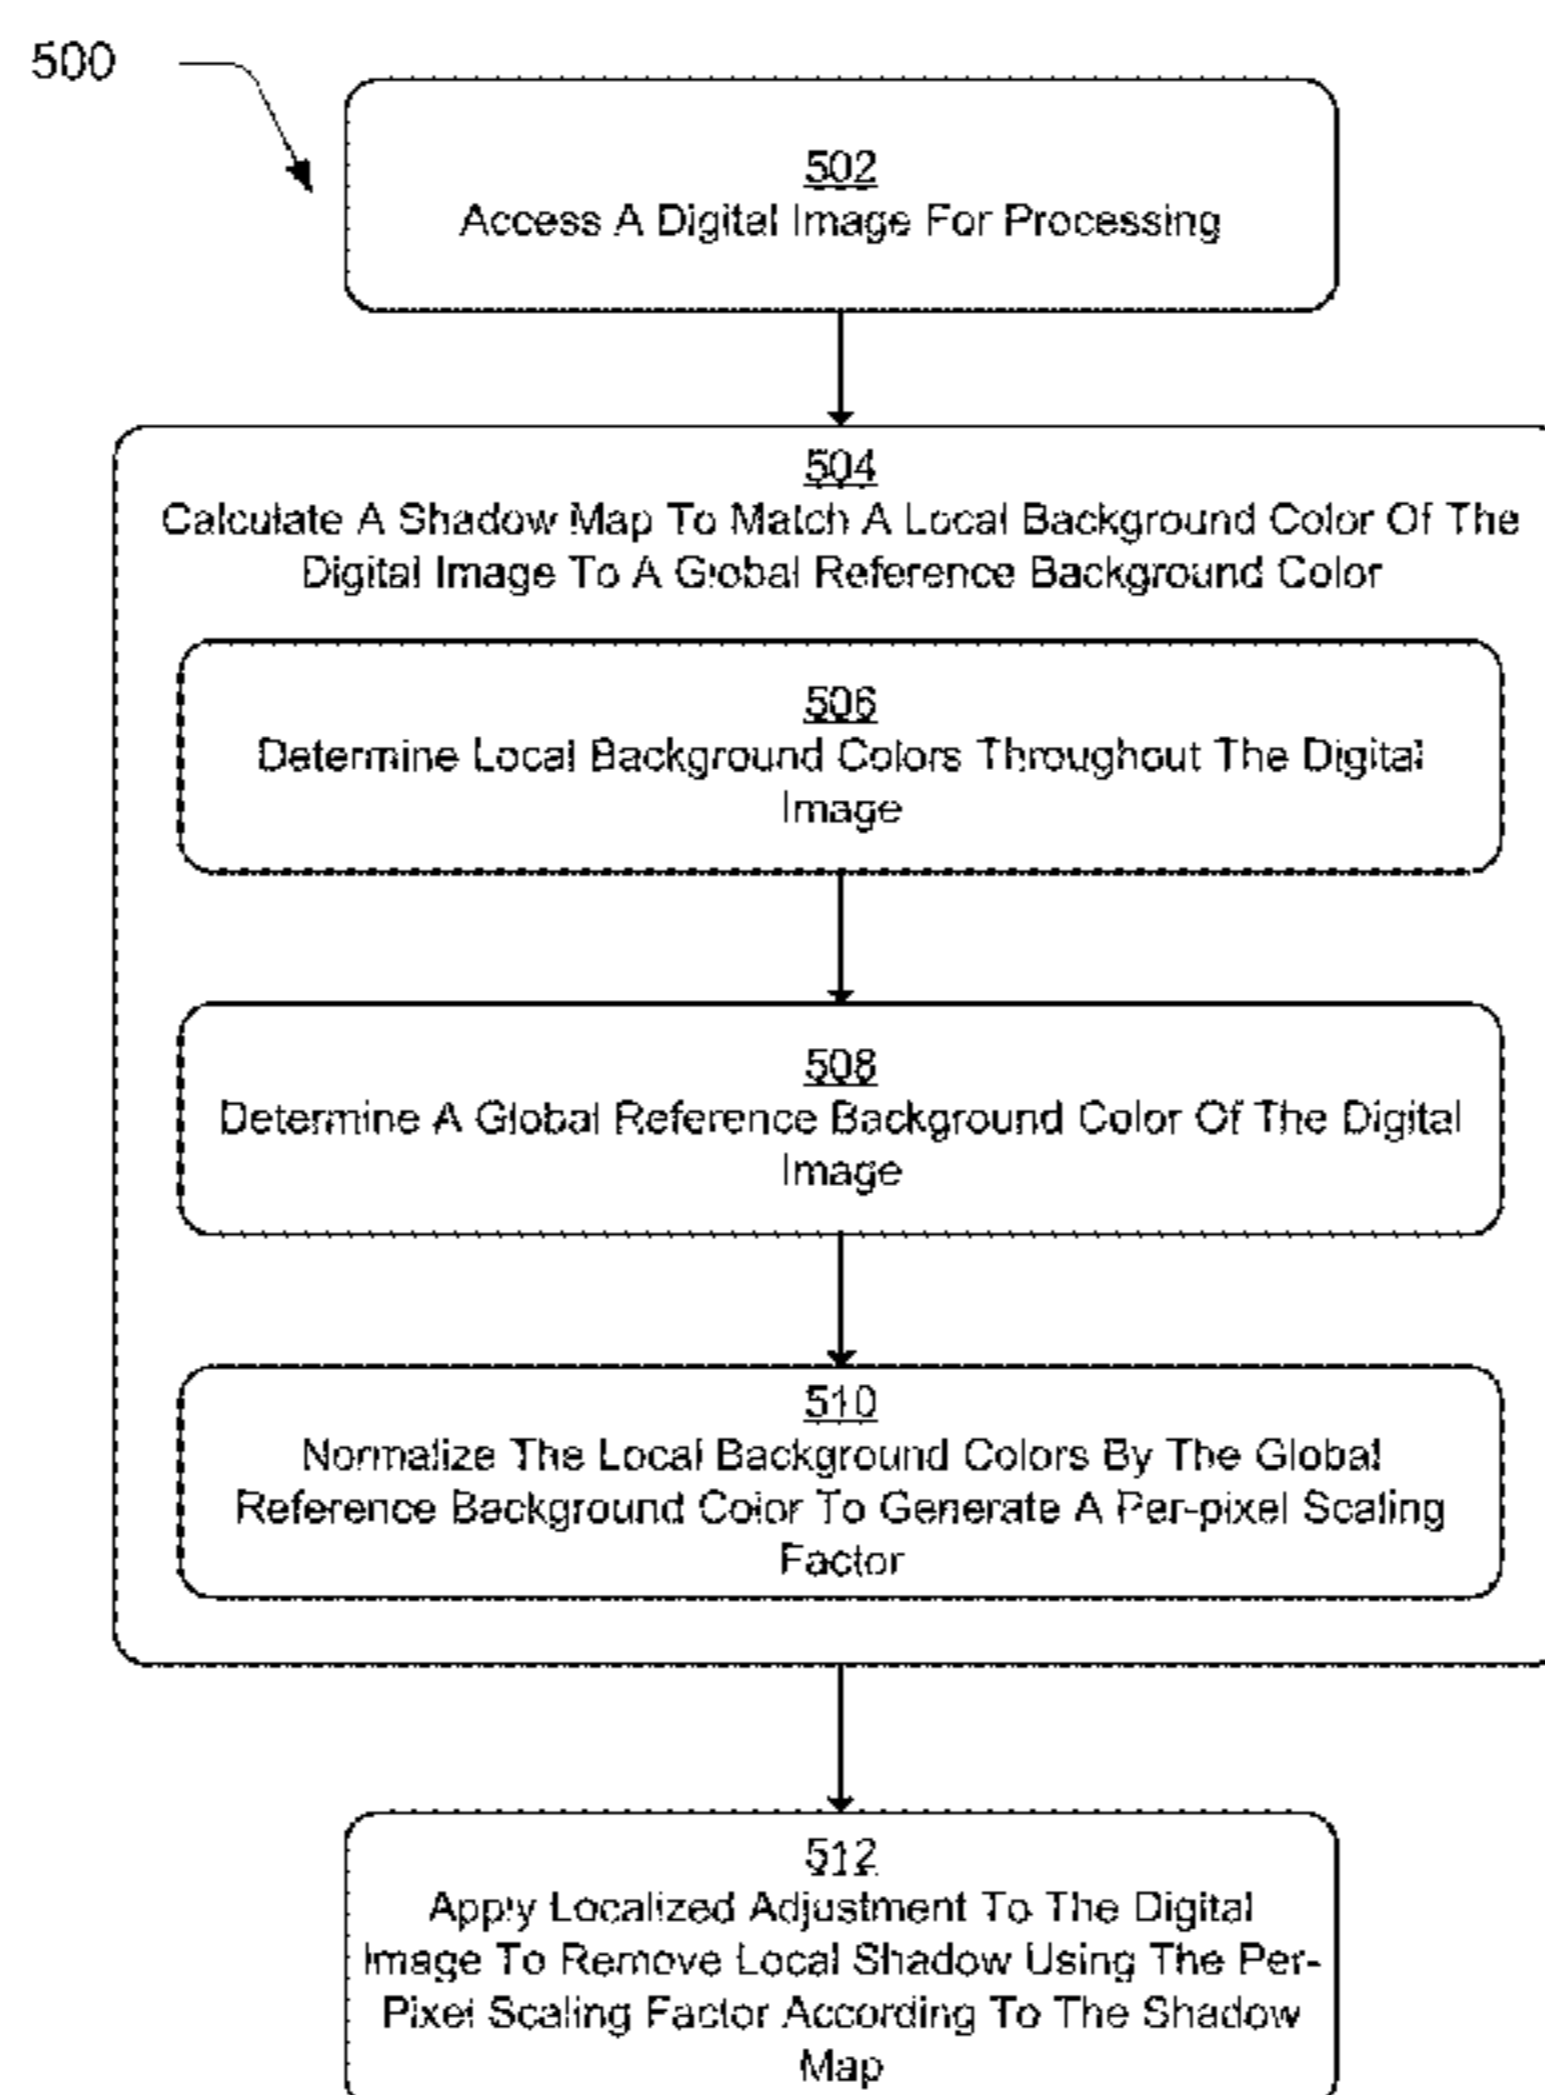 500
502
Access A Digital Image For Processing
504
Calculate A Shadow Map To Match A Local Background Color Of The
Digital Image To A Global Reference Background Color
506
Determine Local Background Colors Throughout The Digital
Image
508
Determine A Global Reference Background Color Of The Digital
Image
510
Normalize The Local Background Colors By The Global
Reference Background Color To Generate A Per-pixel Scaling
Factor
512
Apply Localized Adjustment To The Digital
Image To Remove Local Shadow Using The Per-
Pixel Scaling Factor According To The Shadow
Map